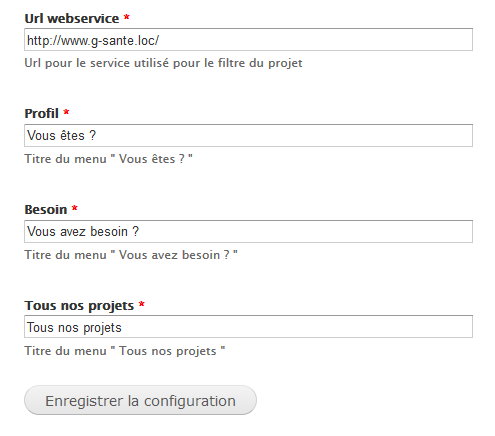 Url webservice *
http://www.g-sante.loc/
Url pour le service utilisé pour le filtre du projet
Profil *
Vous êtes ?
Titre du menu " Vous êtes ? "
Besoin *
Vous avez besoin ?
Titre du menu " Vous avez besoin ? "
Tous nos projets *
Tous nos projets
Titre du menu " Tous nos projets "
Enregistrer la configuration